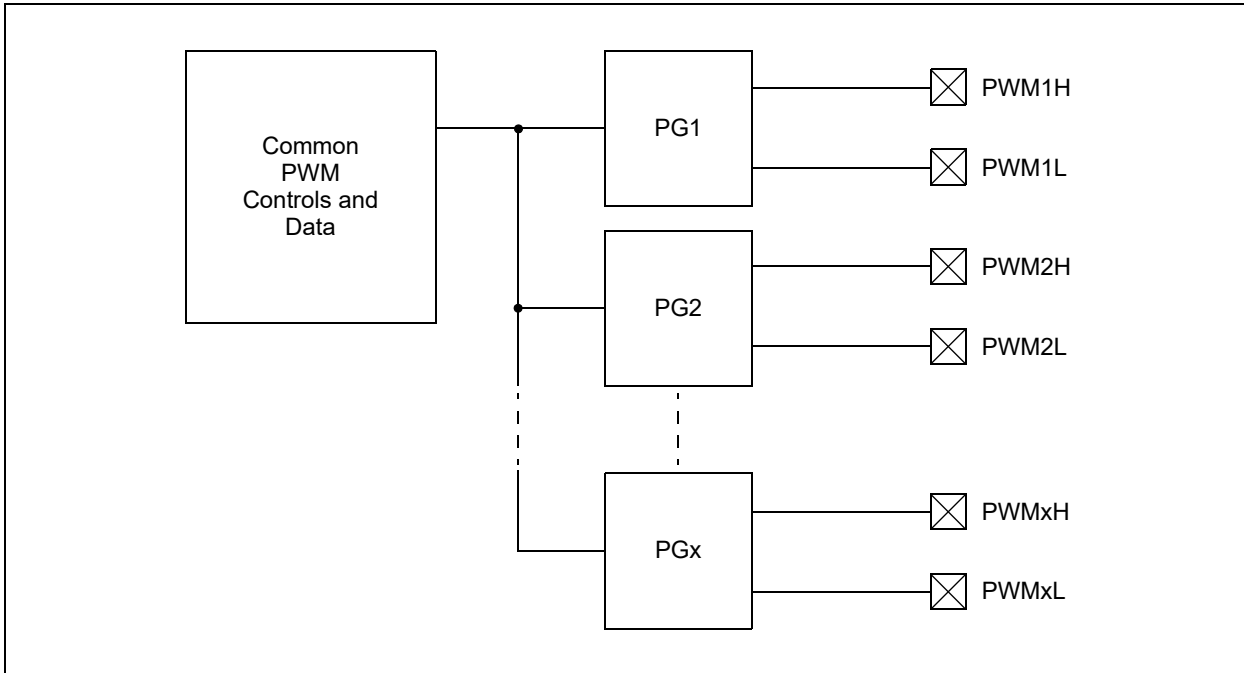 Common
PWM
Controls and
Data
PG1
PWM1H
PWM1L
PG2
PWM2H
PWM2L
PGx
PWMxH
PWMxL